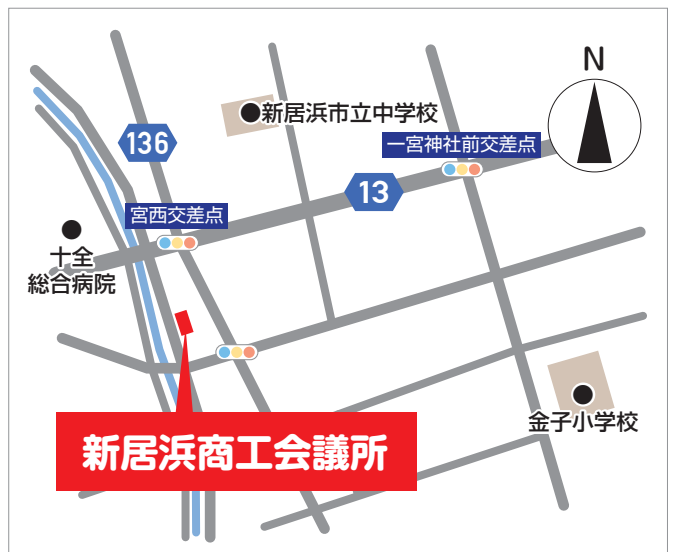 N
新居浜市立中学校
一宮神社前交差点
136
13
宮西交差点
十全
総合病院
新居浜商工会議所
金子小学校